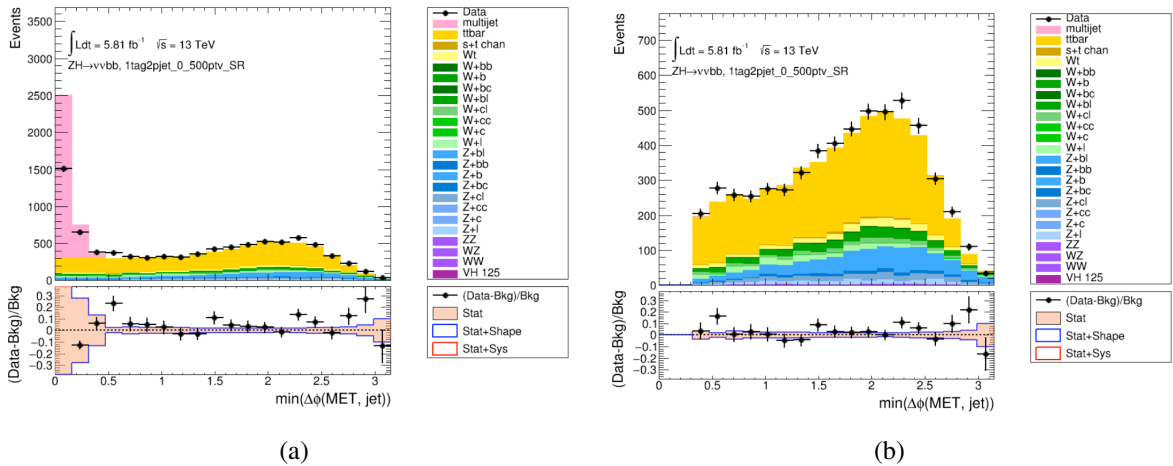 Events
3500
3000
2500
2000
1500
1000
500
0
∫Ldt = 5.81 fb⁻¹ √s = 13 TeV
ZH→ννbb, 1tag2pjet_0_500ptv_SR
Data
multijet
ttbar
s+t chan
Wt
W+bb
W+b
W+bc
W+bl
W+cl
W+cc
W+c
W+l
Z+bl
Z+bb
Z+b
Z+bc
Z+cl
Z+cc
Z+c
Z+l
ZZ
WZ
WW
VH 125
(Data-Bkg)/Bkg
0.3
0.2
0.1
0
−0.1
−0.2
−0.3
0 0.5 1 1.5 2 2.5 3
min(Δϕ(MET, jet))
(Data-Bkg)/Bkg
Stat
Stat+Shape
Stat+Sys
(a)
Events
700
600
500
400
300
200
100
0
∫Ldt = 5.81 fb⁻¹ √s = 13 TeV
ZH→ννbb, 1tag2pjet_0_500ptv_SR
Data
multijet
ttbar
s+t chan
Wt
W+bb
W+b
W+bc
W+bl
W+cl
W+cc
W+c
W+l
Z+bl
Z+bb
Z+b
Z+bc
Z+cl
Z+cc
Z+c
Z+l
ZZ
WZ
WW
VH 125
(Data-Bkg)/Bkg
0.3
0.2
0.1
0
−0.1
−0.2
−0.3
0 0.5 1 1.5 2 2.5 3
min(Δϕ(MET, jet))
(Data-Bkg)/Bkg
Stat
Stat+Shape
Stat+Sys
(b)